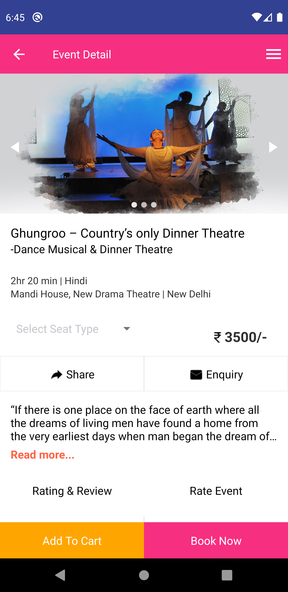 6:45
Event Detail
Ghungroo – Country's only Dinner Theatre
-Dance Musical & Dinner Theatre
2hr 20 min | Hindi
Mandi House, New Drama Theatre | New Delhi
Select Seat Type
₹ 3500/-
Share
Enquiry
“If there is one place on the face of earth where all
the dreams of living men have found a home from
the very earliest days when man began the dream of...
Read more...
Rating & Review
Rate Event
Add To Cart
Book Now